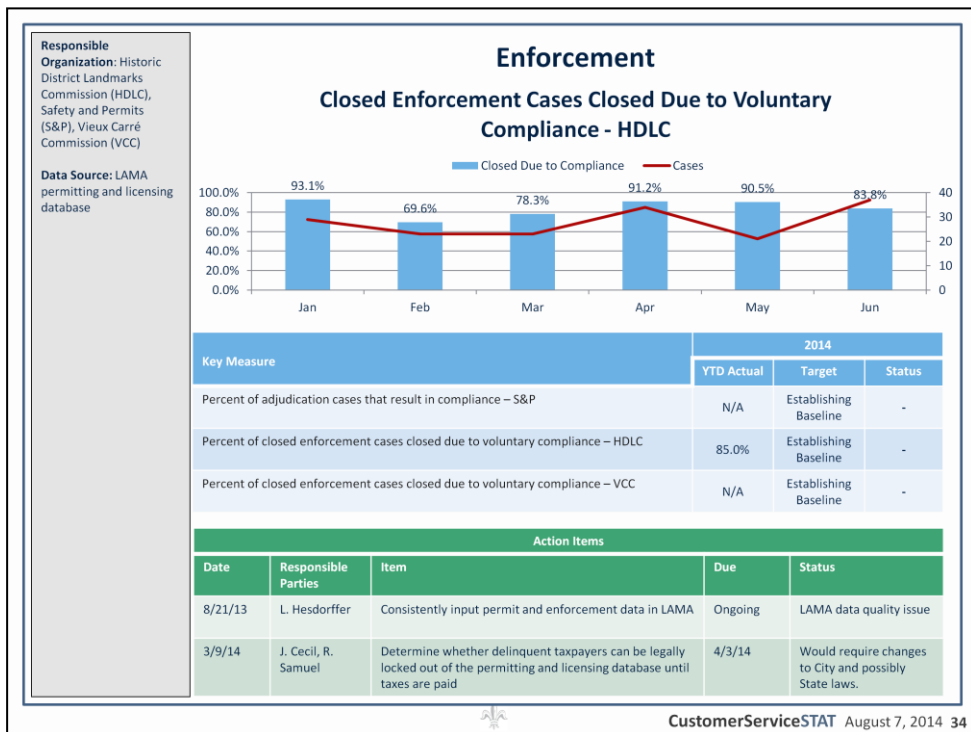 Responsible
Organization: Historic
District Landmarks
Commission (HDLC),
Safety and Permits
(S&P), Vieux Carré
Commission (VCC)
Data Source: LAMA
permitting and licensing
database
Enforcement
Closed Enforcement Cases Closed Due to Voluntary
Compliance - HDLC
Closed Due to Compliance Cases
100.0%
80.0%
60.0%
40.0%
20.0%
0.0%
93.1% 69.6% 78.3% 91.2% 90.5% 83.8%
40
30
20
10
0
Jan Feb Mar Apr May Jun
Key Measure 2014
YTD Actual Target Status
Percent of adjudication cases that result in compliance – S&P N/A Establishing
Baseline -
Percent of closed enforcement cases closed due to voluntary compliance – HDLC 85.0% Establishing
Baseline -
Percent of closed enforcement cases closed due to voluntary compliance – VCC N/A Establishing
Baseline -
Action Items
Date Responsible
Parties Item Due Status
8/21/13 L. Hesdorffer Consistently input permit and enforcement data in LAMA Ongoing LAMA data quality issue
3/9/14 J. Cecil, R. Determine whether delinquent taxpayers can be legally 4/3/14 Would require changes
Samuel locked out of the permitting and licensing database until to City and possibly
taxes are paid State laws.
CustomerServiceSTAT August 7, 2014 34